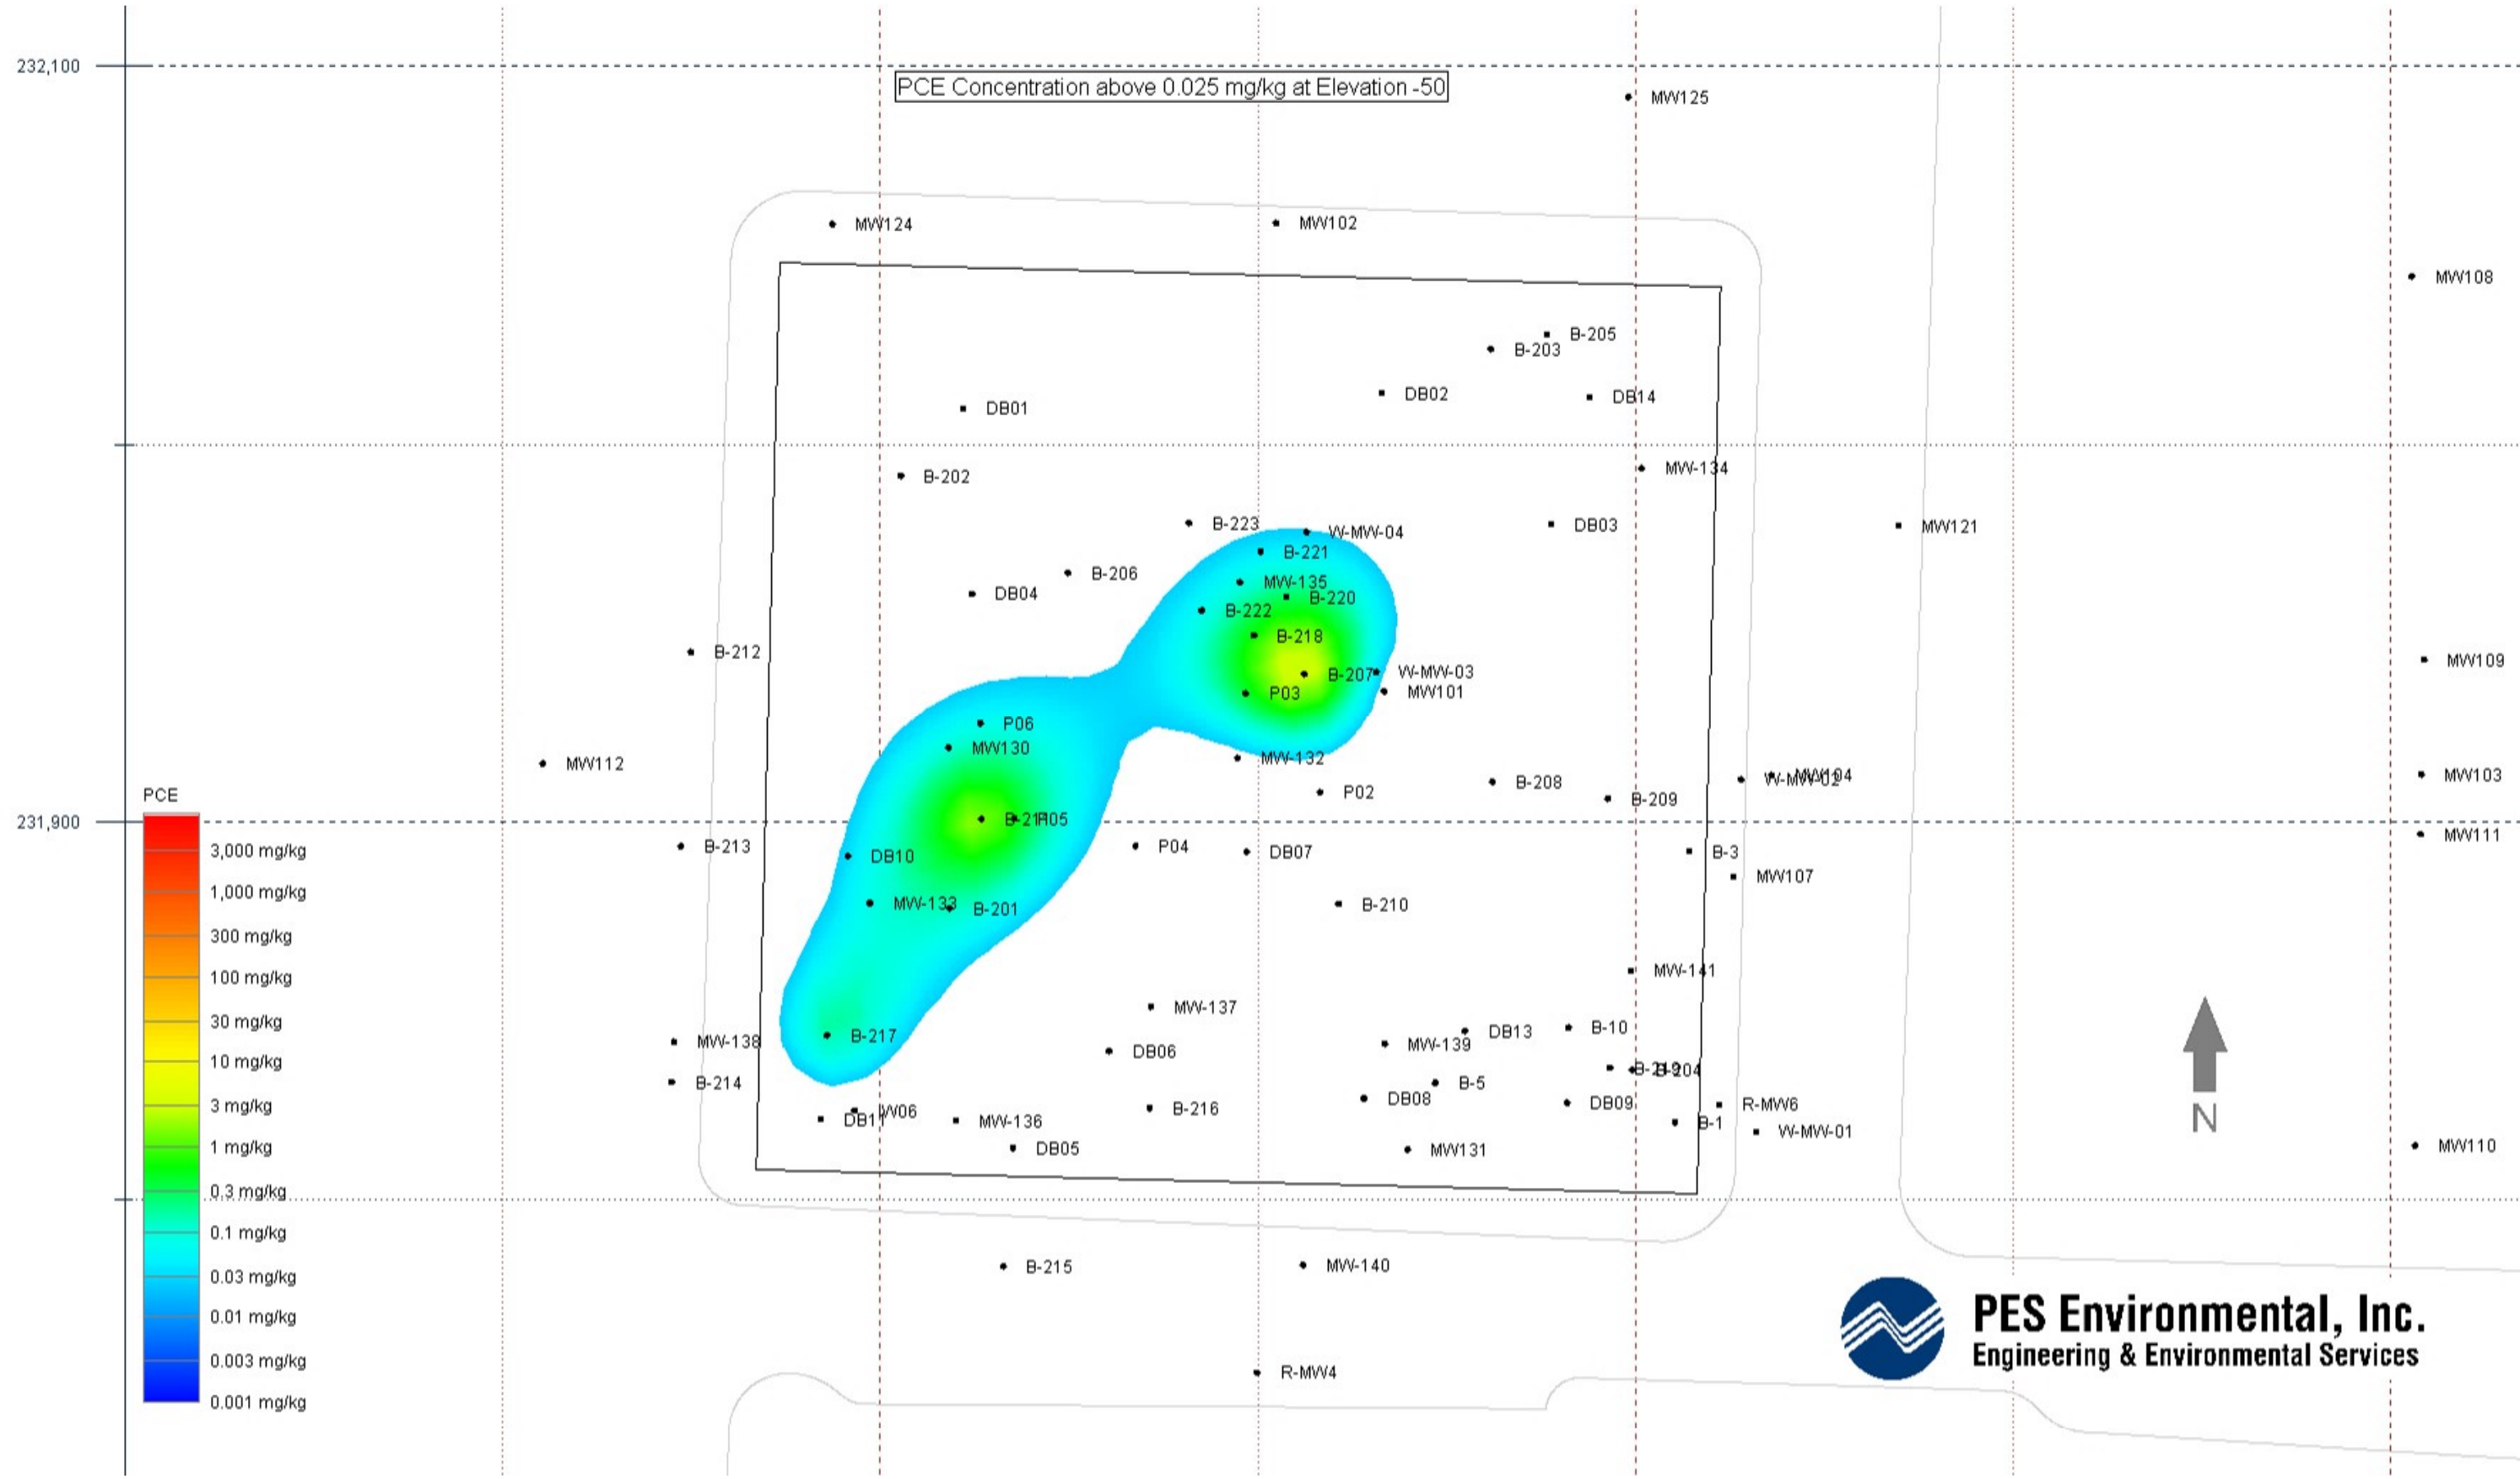 232,100
PCE Concentration above 0.025 mg/kg at Elevation -50
MW125
MW124
MW102
MW108
B-205
B-203
DB02
DB14
DB01
MW-134
B-202
B-223
W-MW-04
DB03
MW121
B-221
B-206
MW-135
DB04
B-220
B-222
B-218
B-212
MW109
B-207
W-MW-03
P03
MW101
P06
MW130
MW-132
MW112
MW104
W-MW-02
MW103
B-208
P02
B-209
PCE
231,900
B-211
P05
MW111
3,000 mg/kg
B-213
DB10
P04
DB07
B-3
MW107
1,000 mg/kg
MW-133
B-201
B-210
300 mg/kg
100 mg/kg
MW-141
MW-137
30 mg/kg
B-10
DB13
B-217
MW-138
MW-139
DB06
10 mg/kg
B-219
B-204
B-214
B-5
DB08
DB09
3 mg/kg
R-MW6
B-216
W06
DB11
MW-136
B-1
N
W-MW-01
1 mg/kg
DB05
MW131
MW110
0.3 mg/kg
0.1 mg/kg
B-215
MW-140
0.03 mg/kg
0.01 mg/kg
PES Environmental, Inc.
Engineering & Environmental Services
0.003 mg/kg
R-MW4
0.001 mg/kg